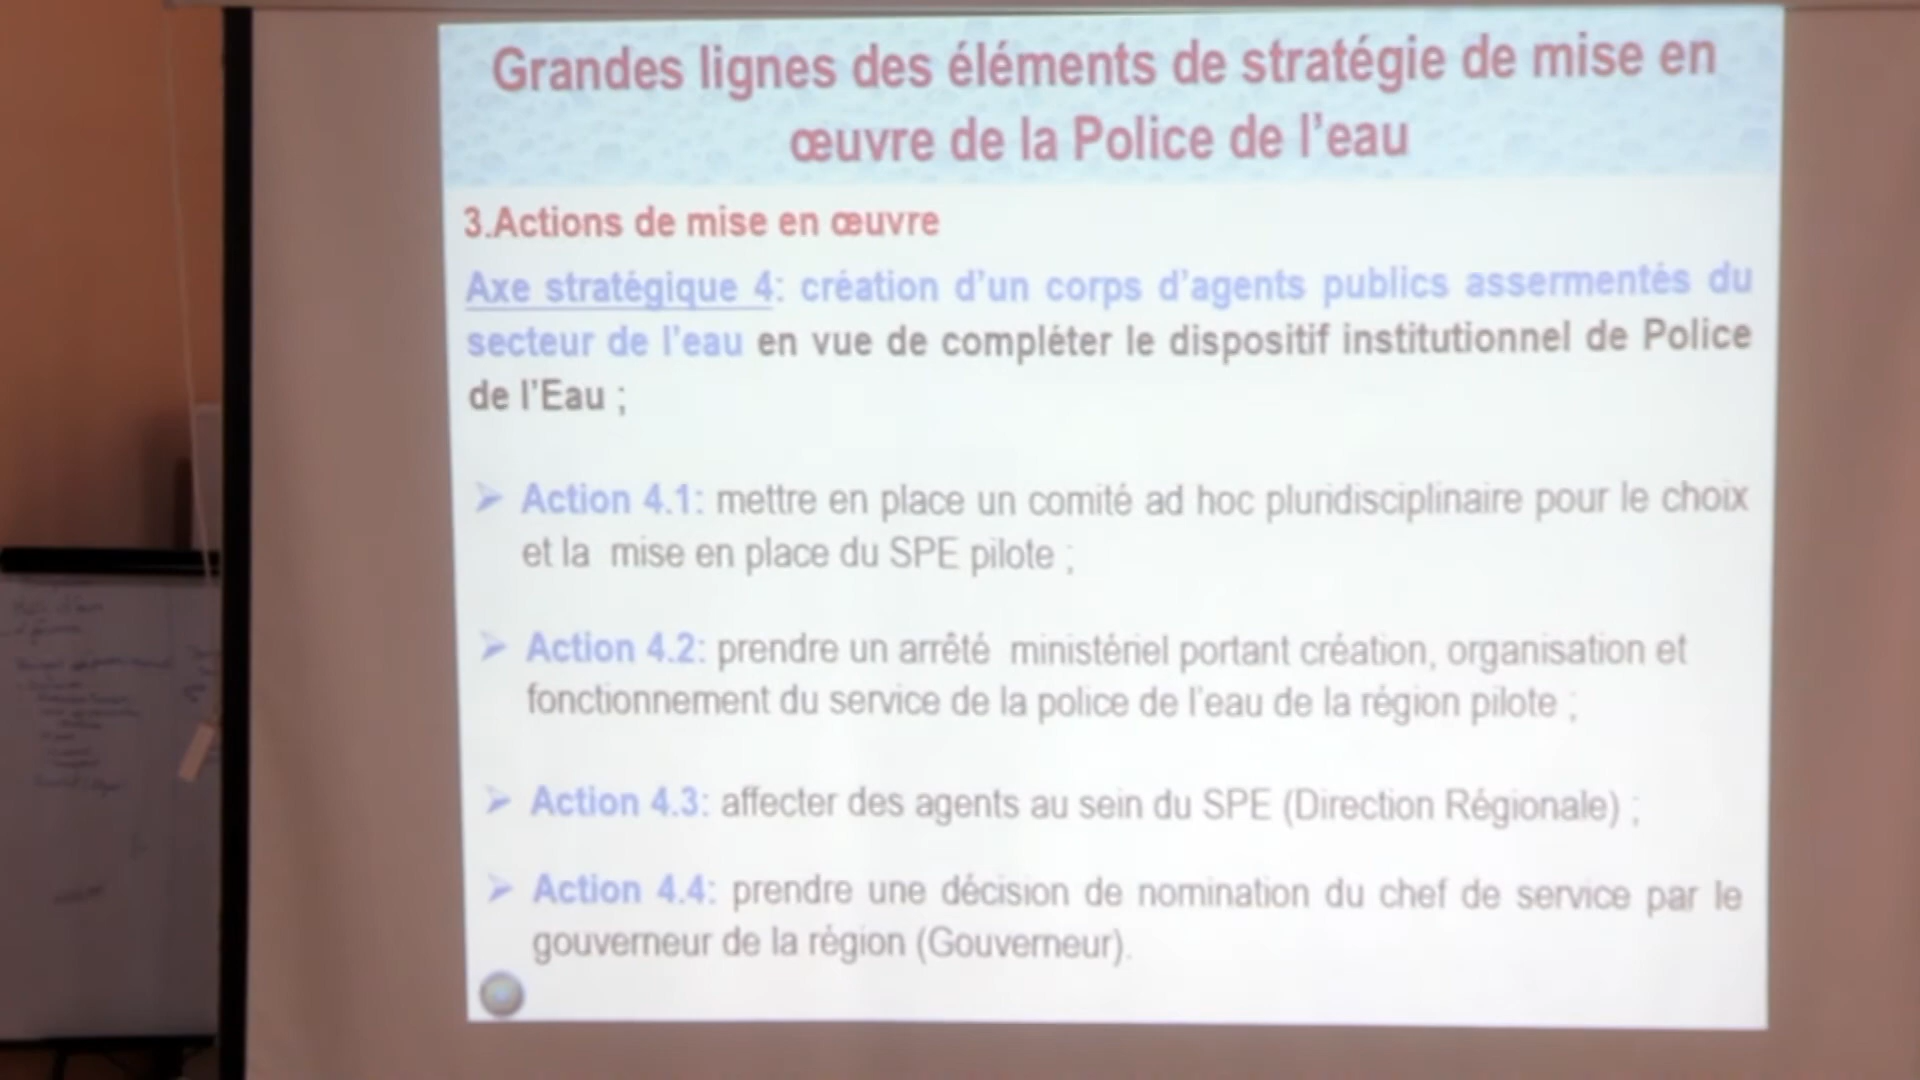 Grandes lignes des éléments de stratégie de mise en
œuvre de la Police de l'eau
3.Actions de mise en œuvre
Axe stratégique 4: création d'un corps d'agents publics assermentés du
secteur de l'eau en vue de compléter le dispositif institutionnel de Police
de l'Eau ;
➢ Action 4.1: mettre en place un comité ad hoc pluridisciplinaire pour le choix
et la mise en place du SPE pilote ;
➢ Action 4.2: prendre un arrêté ministériel portant création, organisation et
fonctionnement du service de la police de l'eau de la région pilote ;
➢ Action 4.3: affecter des agents au sein du SPE (Direction Régionale) ;
➢ Action 4.4: prendre une décision de nomination du chef de service par le
gouverneur de la région (Gouverneur).